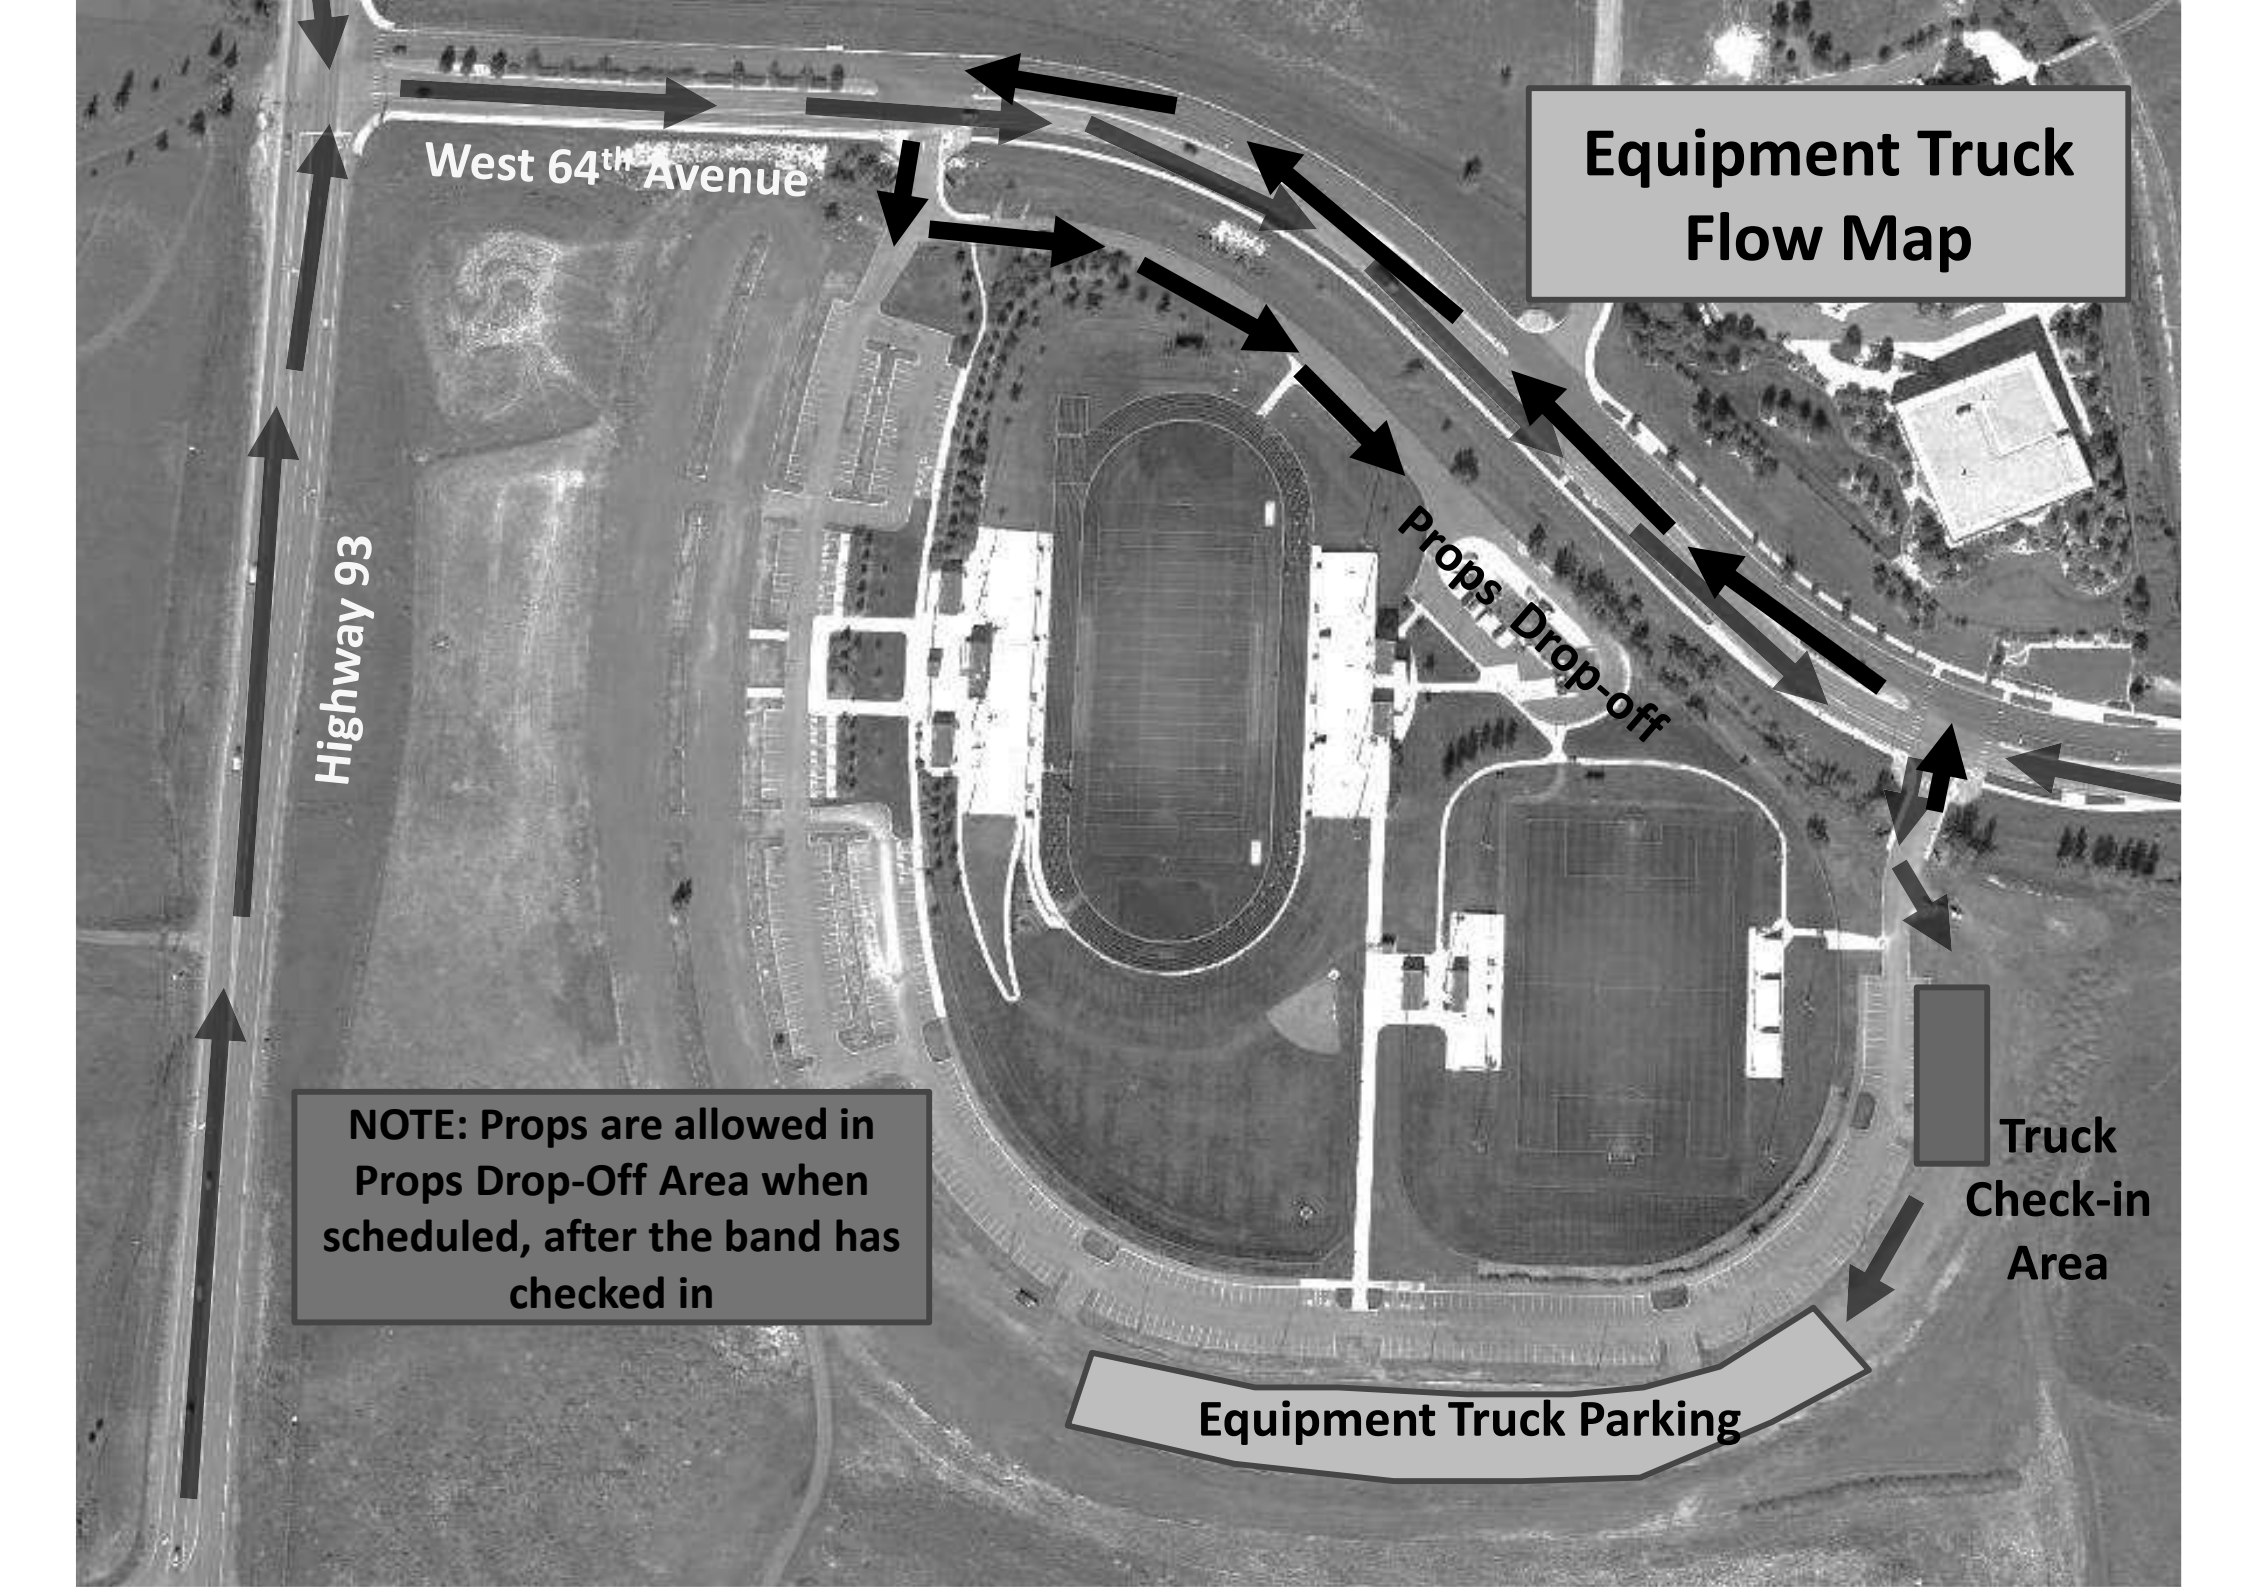 Equipment Truck
Flow Map
West 64th Avenue
Highway 93
Props Drop-off
NOTE: Props are allowed in
Props Drop-Off Area when
scheduled, after the band has
checked in
Truck
Check-in
Area
Equipment Truck Parking